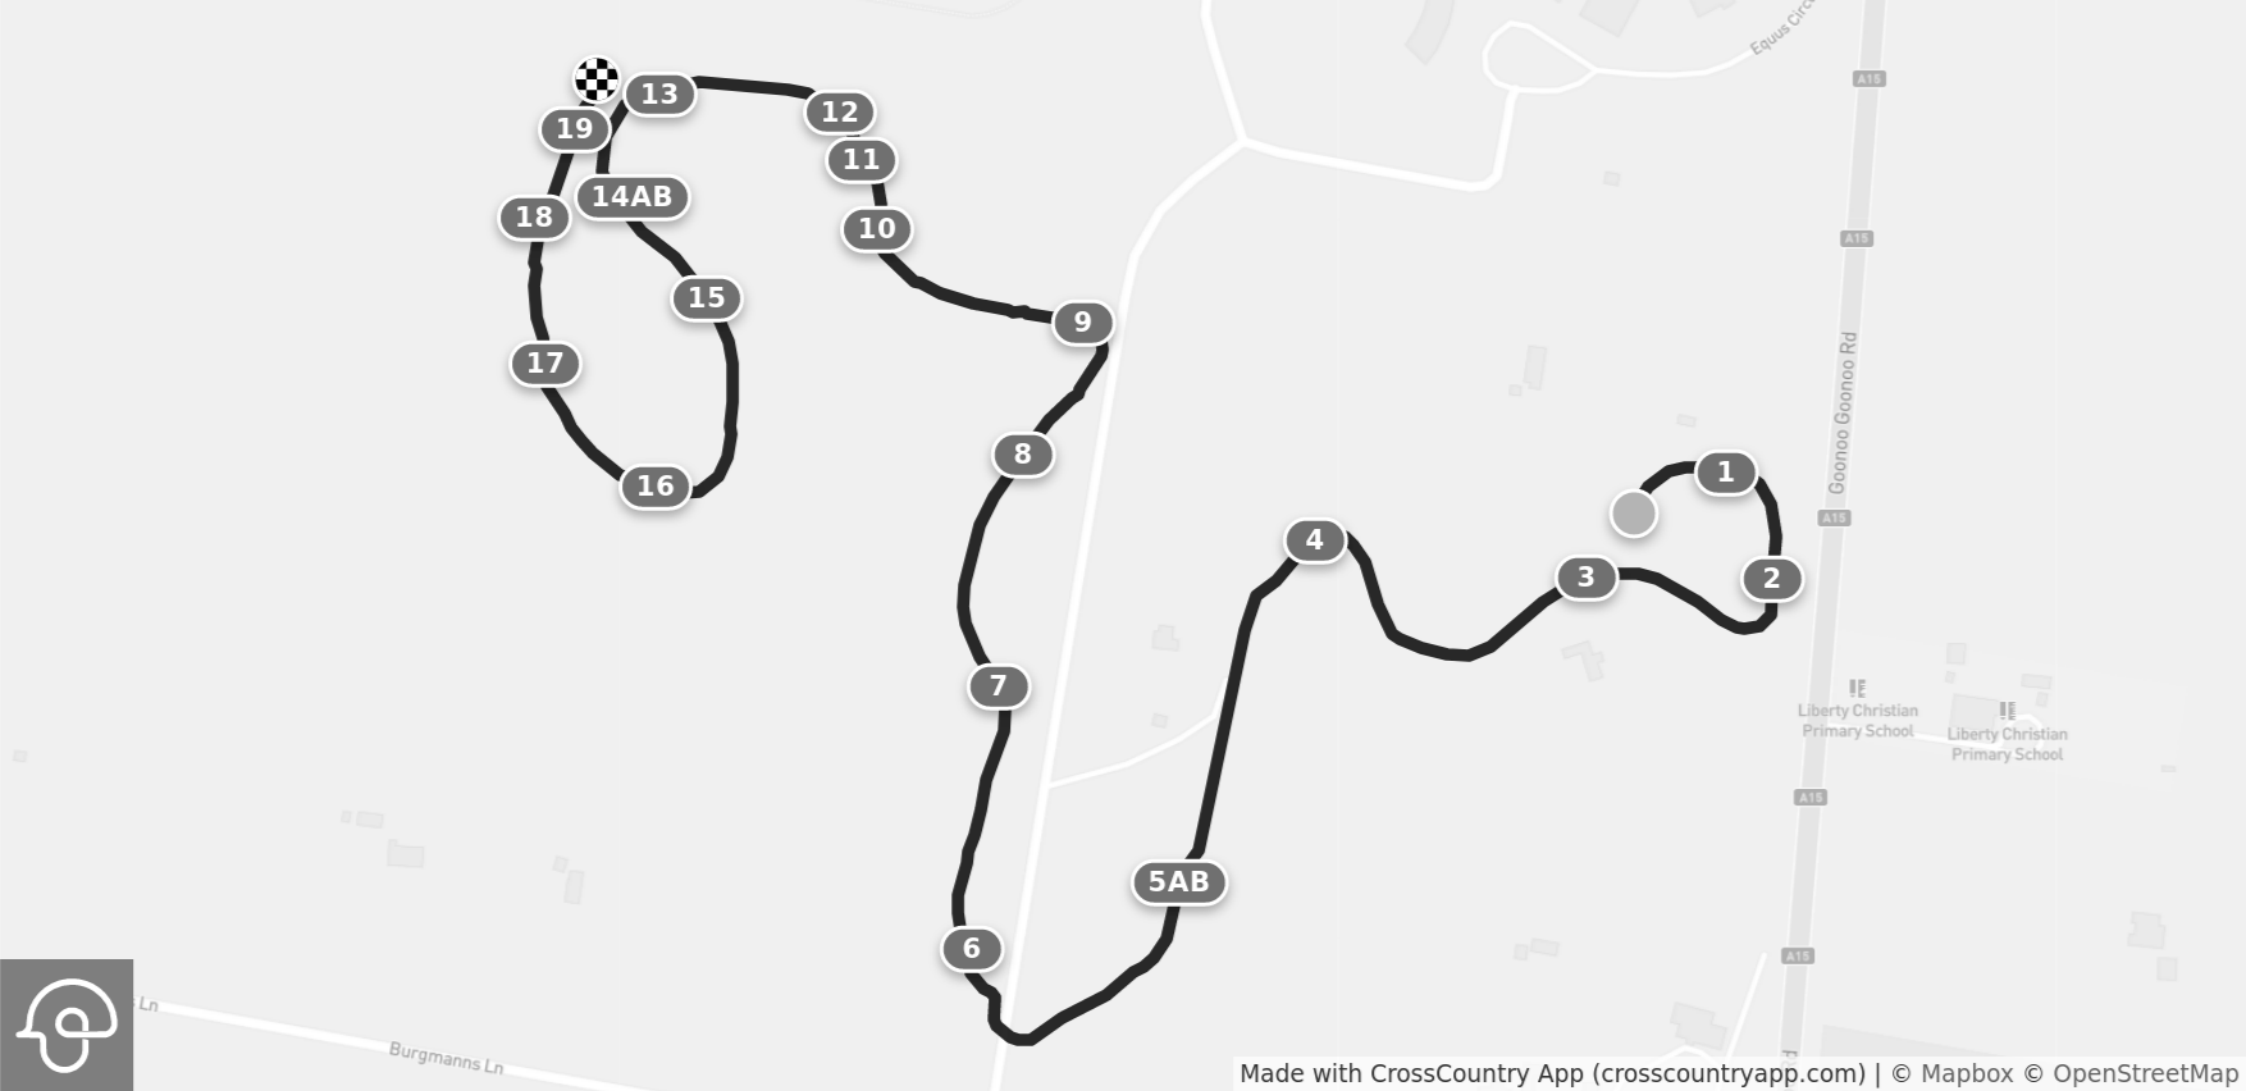 Equus Circ
A15
13
12
19
11
14AB
18
10
A15
15
9
Goonoo Goonoo Rd
17
8
1
16
A15
4
3
2
7
Liberty Christian
Primary School
Liberty Christian
Primary School
A15
5AB
6
A15
Ln
Burgmanns Ln
Rd
Made with CrossCountry App (crosscountryapp.com) | © Mapbox © OpenStreetMap